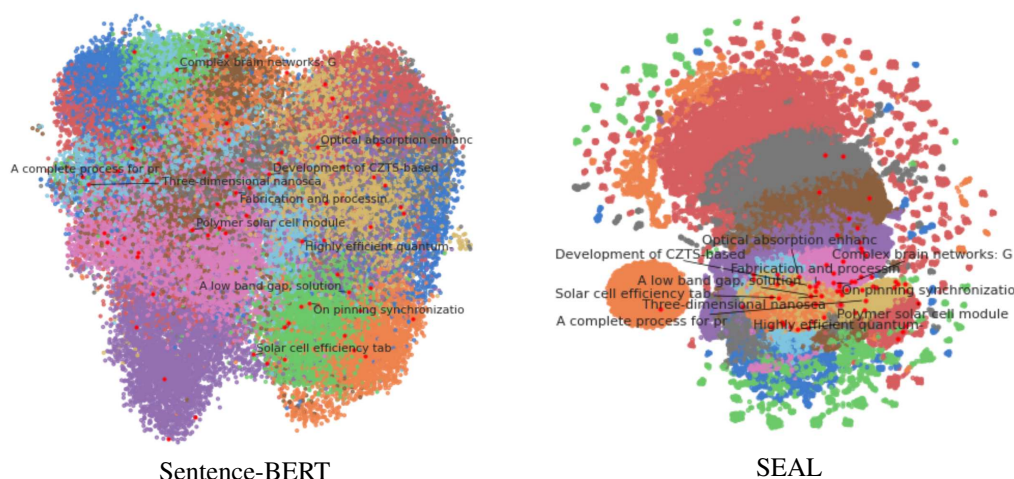 Complex brain networks: G
Optical absorption enhanc
A complete process for pr
Development of CZTS-based
Three-dimensional nanosca
Fabrication and processin
Polymer solar cell module
Highly efficient quantum-
A low band gap, solution
On pinning synchronizatio
Solar cell efficiency tab
Sentence-BERT
Optical absorption enhanc
Development of CZTS-based
Complex brain networks: G
Fabrication and processin
A low band gap, solution
On pinning synchronizatio
Solar cell efficiency tab
Three-dimensional nanosca
Polymer solar cell module
A complete process for pr
Highly efficient quantum-
SEAL